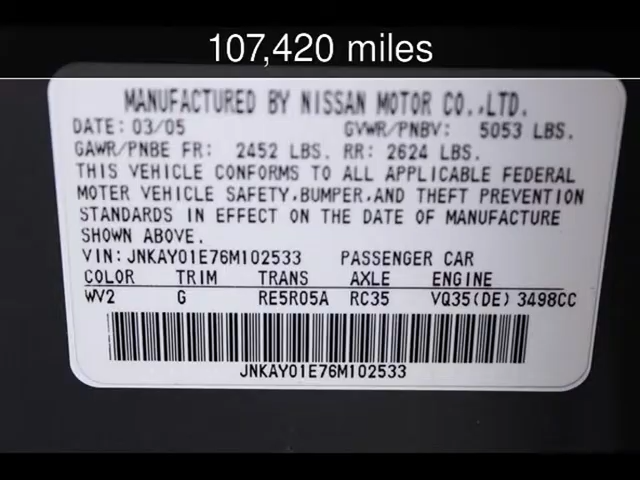 107,420 miles
MANUFACTURED BY NISSAN MOTOR CO.,LTD.
DATE: 03/05 GVWR/PNBV: 5053 LBS.
GAWR/PNBE FR: 2452 LBS. RR: 2624 LBS.
THIS VEHICLE CONFORMS TO ALL APPLICABLE FEDERAL
MOTER VEHICLE SAFETY,BUMPER,AND THEFT PREVENTION
STANDARDS IN EFFECT ON THE DATE OF MANUFACTURE
SHOWN ABOVE.
VIN: JNKAY01E76M102533 PASSENGER CAR
COLOR TRIM TRANS AXLE ENGINE
WV2 G RE5R05A RC35 VQ35(DE) 3498CC
JNKAY01E76M102533